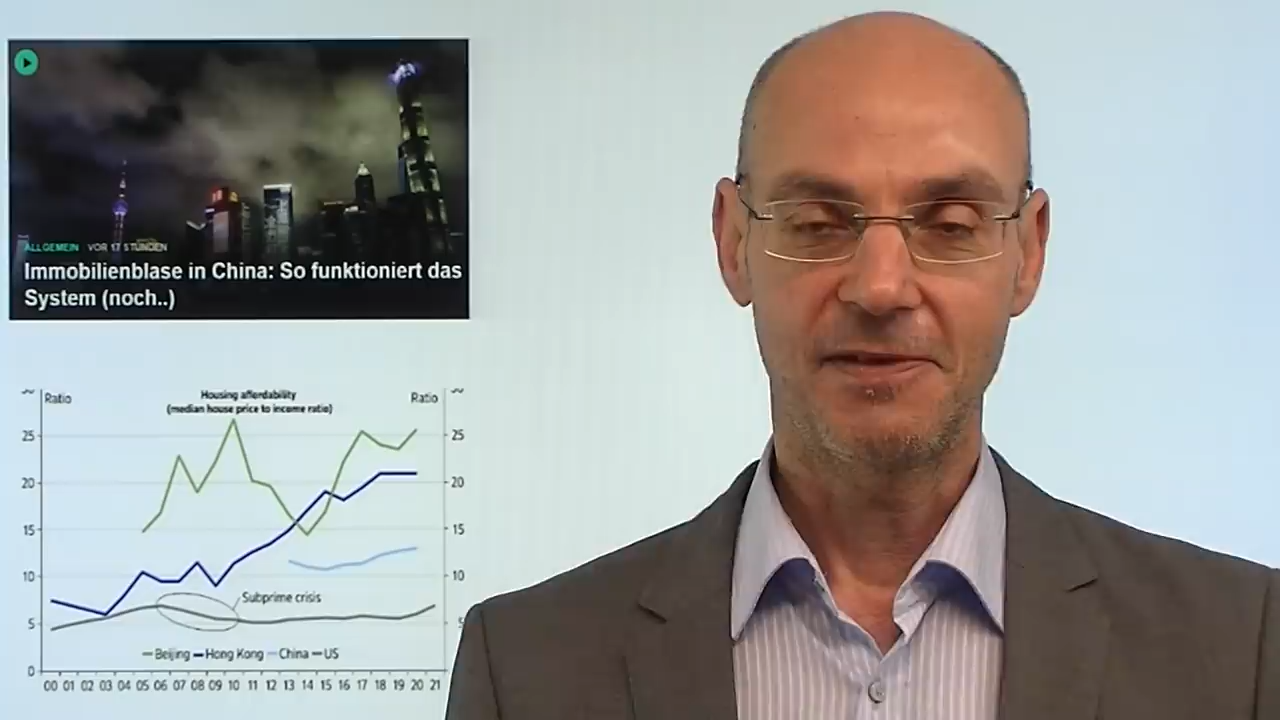 ALLGEMEIN VOR 17 STUNDEN
Immobilienblase in China: So funktioniert das
System (noch..)
Ratio
Housing affordability
(median house price to income ratio)
Ratio
25
25
20
20
15
15
10
10
5
5
0
Subprime crisis
Beijing Hong Kong China US
00 01 02 03 04 05 06 07 08 09 10 11 12 13 14 15 16 17 18 19 20 21